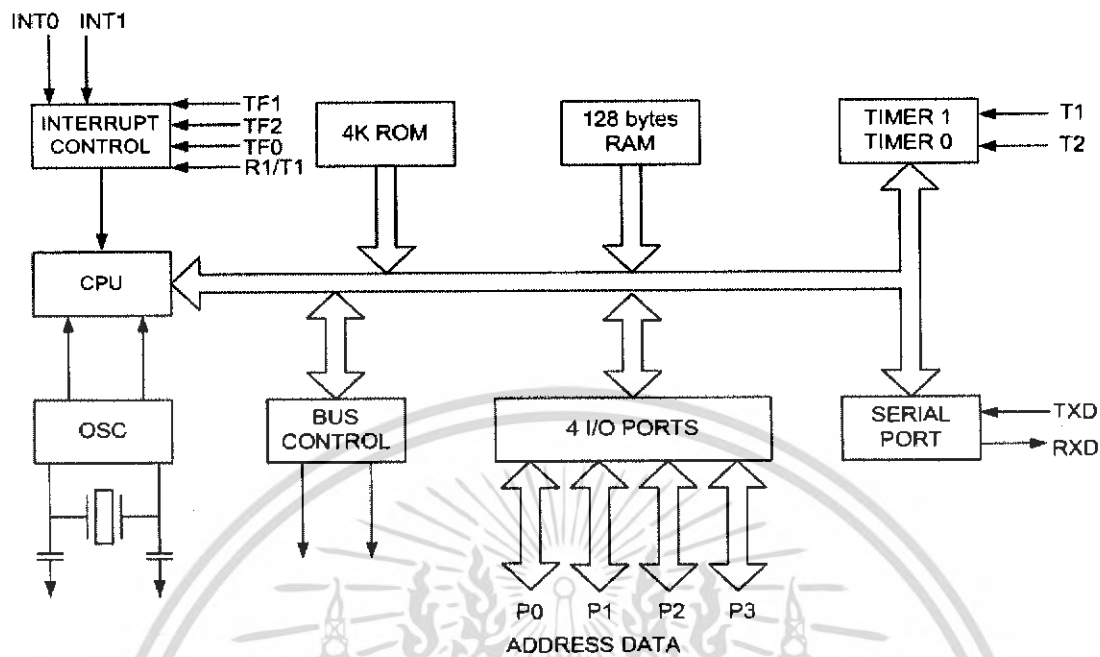 INT0 INT1
INTERRUPT
CONTROL
TF1
TF2
TF0
R1/T1
4K ROM
128 bytes
RAM
TIMER 1
TIMER 0
T1
T2
CPU
OSC
BUS
CONTROL
4 I/O PORTS
SERIAL
PORT
TXD
RXD
P0 P1 P2 P3
ADDRESS DATA